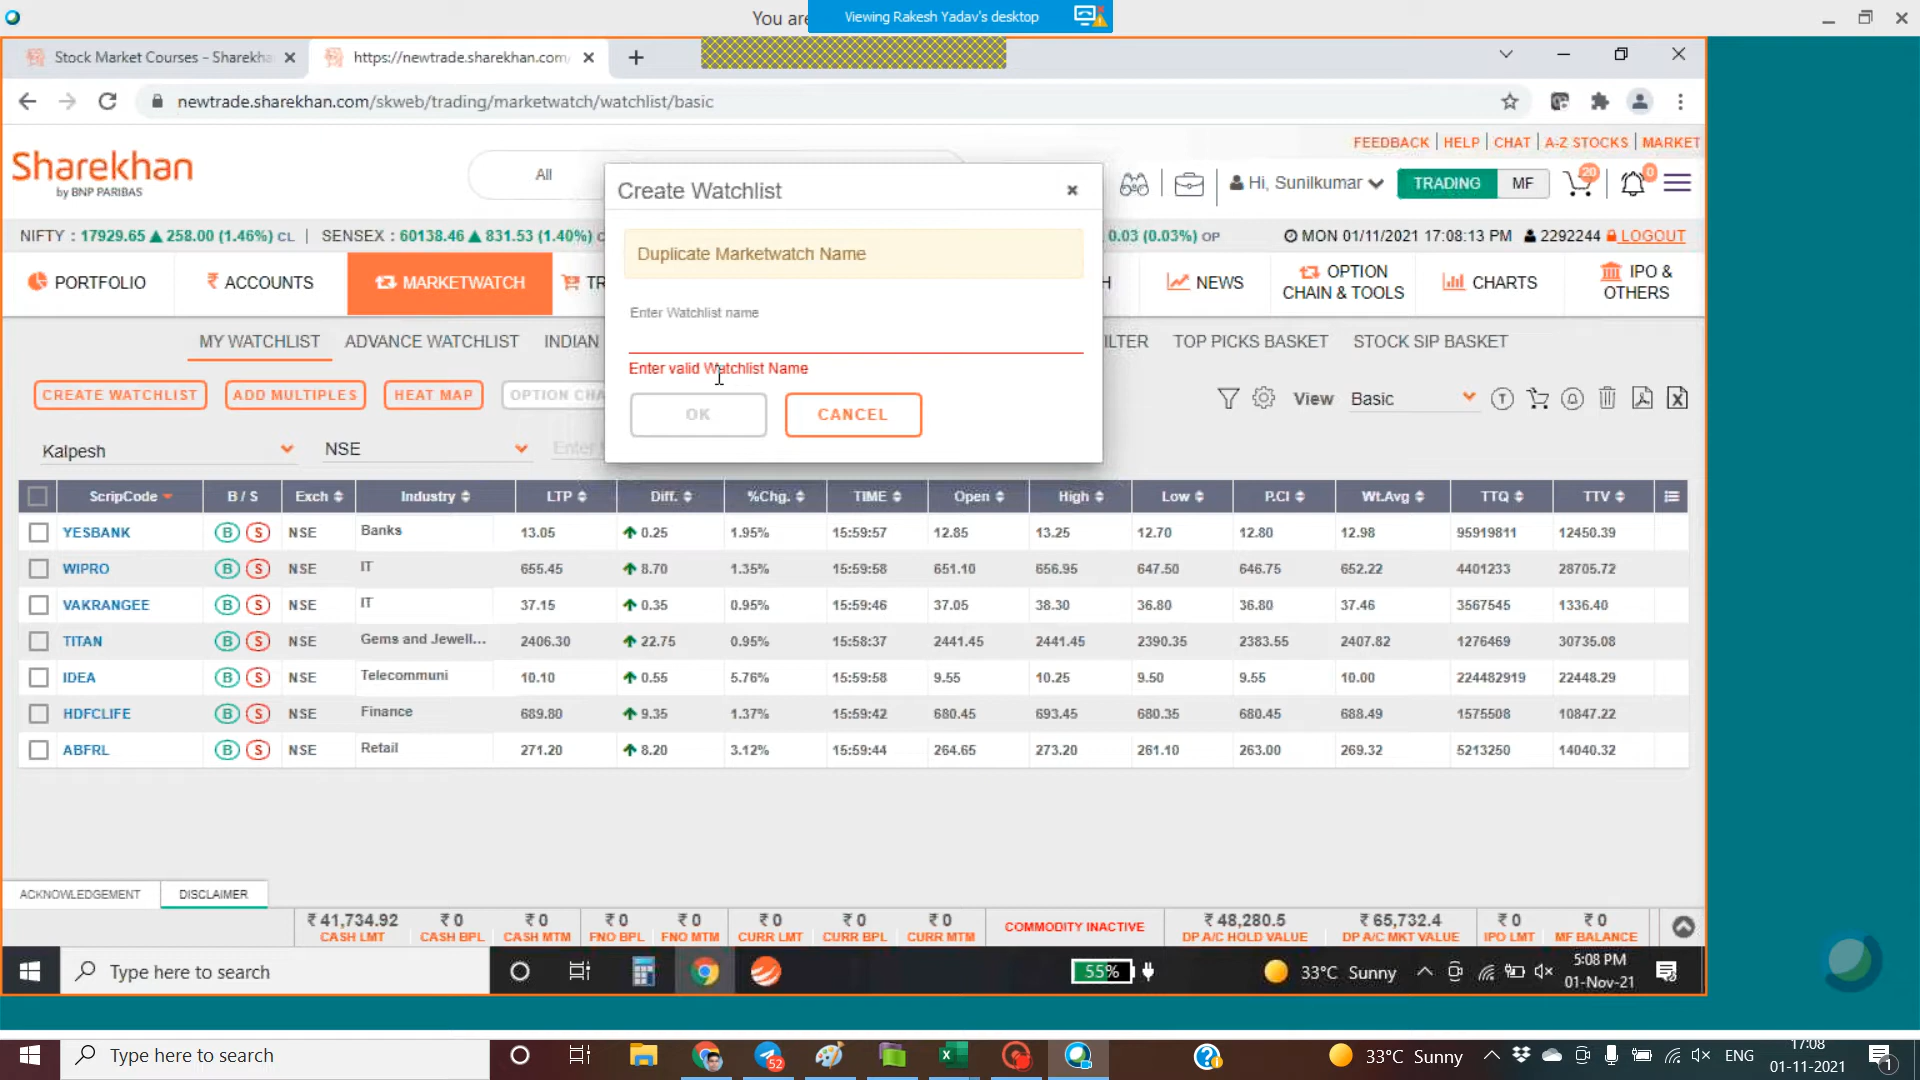 You are
Viewing Rakesh Yadav's desktop
Stock Market Courses - Sharekha
https://newtrade.sharekhan.com/
newtrade.sharekhan.com/skweb/trading/marketwatch/watchlist/basic
FEEDBACK | HELP | CHAT | A-Z STOCKS | MARKET
Sharekhan
by BNP PARIBAS
All
Hi, Sunilkumar
TRADING MF
20
0
NIFTY : 17929.65 ▲ 258.00 (1.46%) CL | SENSEX : 60138.46 ▲ 831.53 (1.40%) C
0.03 (0.03%) OP
MON 01/11/2021 17:08:13 PM 2292244 LOGOUT
PORTFOLIO
₹ ACCOUNTS
MARKETWATCH
TR
H
NEWS
OPTION CHAIN & TOOLS
CHARTS
IPO & OTHERS
MY WATCHLIST ADVANCE WATCHLIST INDIAN
ILTER TOP PICKS BASKET STOCK SIP BASKET
CREATE WATCHLIST ADD MULTIPLES HEAT MAP OPTION CHA
View Basic
Kalpesh NSE Enter
Create Watchlist
Duplicate Marketwatch Name
Enter Watchlist name
Enter valid Watchlist Name
OK CANCEL
ScripCode B / S Exch Industry LTP Diff. %Chg. TIME Open High Low P.Cl Wt.Avg TTQ TTV
YESBANK B S NSE Banks 13.05 0.25 1.95% 15:59:57 12.85 13.25 12.70 12.80 12.98 95919811 12450.39
WIPRO B S NSE IT 655.45 8.70 1.35% 15:59:58 651.10 656.95 647.50 646.75 652.22 4401233 28705.72
VAKRANGEE B S NSE IT 37.15 0.35 0.95% 15:59:46 37.05 38.30 36.80 36.80 37.46 3567545 1336.40
TITAN B S NSE Gems and Jewell... 2406.30 22.75 0.95% 15:58:37 2441.45 2441.45 2390.35 2383.55 2407.82 1276469 30735.08
IDEA B S NSE Telecommuni 10.10 0.55 5.76% 15:59:58 9.55 10.25 9.50 9.55 10.00 224482919 22448.29
HDFCLIFE B S NSE Finance 689.80 9.35 1.37% 15:59:42 680.45 693.45 680.35 680.45 688.49 1575508 10847.22
ABFRL B S NSE Retail 271.20 8.20 3.12% 15:59:44 264.65 273.20 261.10 263.00 269.32 5213250 14040.32
ACKNOWLEDGEMENT DISCLAIMER
₹ 41,734.92 ₹ 0 ₹ 0 ₹ 0 ₹ 0 ₹ 0 ₹ 0 ₹ 0 COMMODITY INACTIVE ₹ 48,280.5 ₹ 65,732.4 ₹ 0 ₹ 0
CASH LMT CASH BPL CASH MTM FNO BPL FNO MTM CURR LMT CURR BPL CURR MTM DP A/C HOLD VALUE DP A/C MKT VALUE IPO LMT MF BALANCE
Type here to search
55%
33°C Sunny
5:08 PM
01-Nov-21
Type here to search
52
33°C Sunny
ENG
17:08
01-11-2021
1